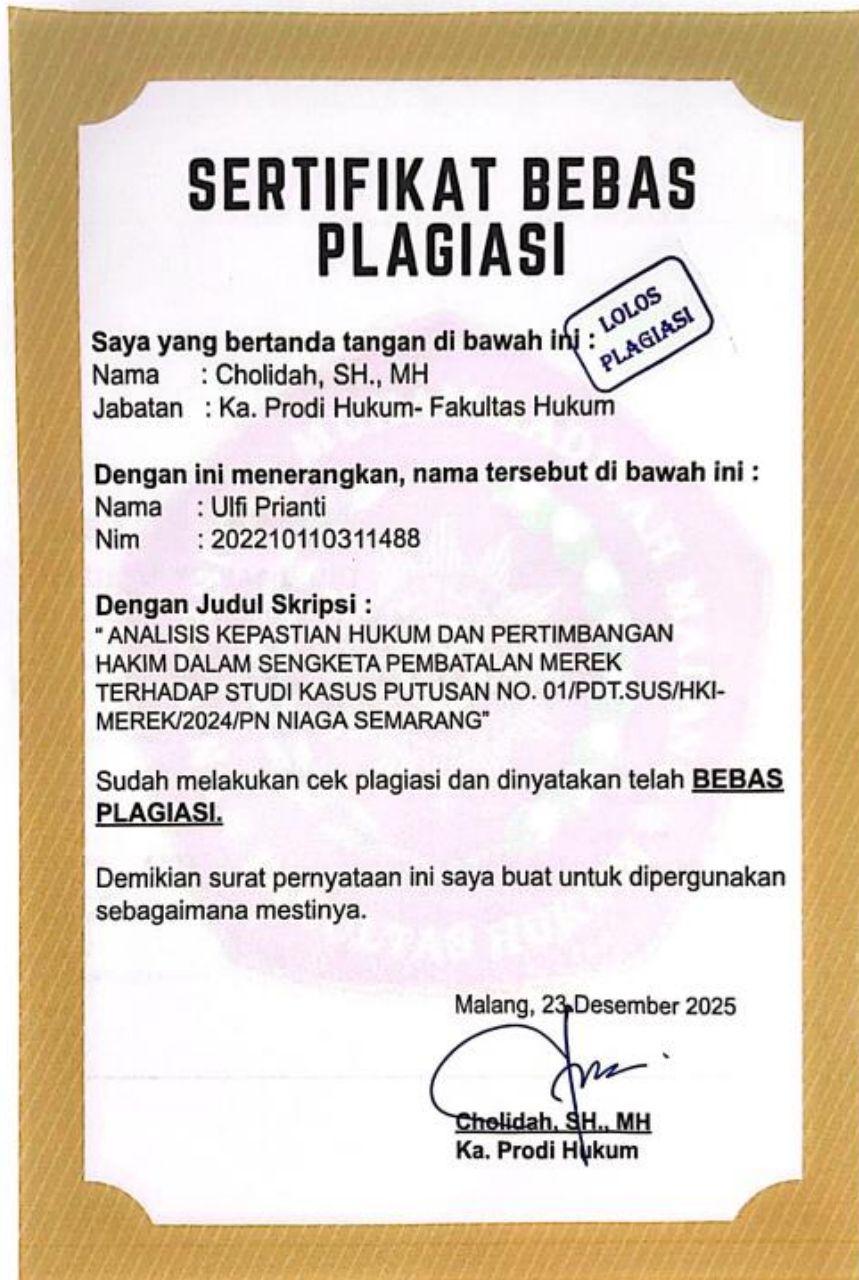 SERTIFIKAT BEBAS
PLAGIASI
LOLOS
PLAGIASI
Saya yang bertanda tangan di bawah ini :
Nama : Cholidah, SH., MH
Jabatan : Ka. Prodi Hukum- Fakultas Hukum
Dengan ini menerangkan, nama tersebut di bawah ini :
Nama : Ulfi Prianti
Nim : 202210110311488
Dengan Judul Skripsi :
" ANALISIS KEPASTIAN HUKUM DAN PERTIMBANGAN
HAKIM DALAM SENGKETA PEMBATALAN MEREK
TERHADAP STUDI KASUS PUTUSAN NO. 01/PDT.SUS/HKI-
MEREK/2024/PN NIAGA SEMARANG"
Sudah melakukan cek plagiasi dan dinyatakan telah BEBAS
PLAGIASI.
Demikian surat pernyataan ini saya buat untuk dipergunakan
sebagaimana mestinya.
Malang, 23 Desember 2025
Cholidah, SH., MH
Ka. Prodi Hukum